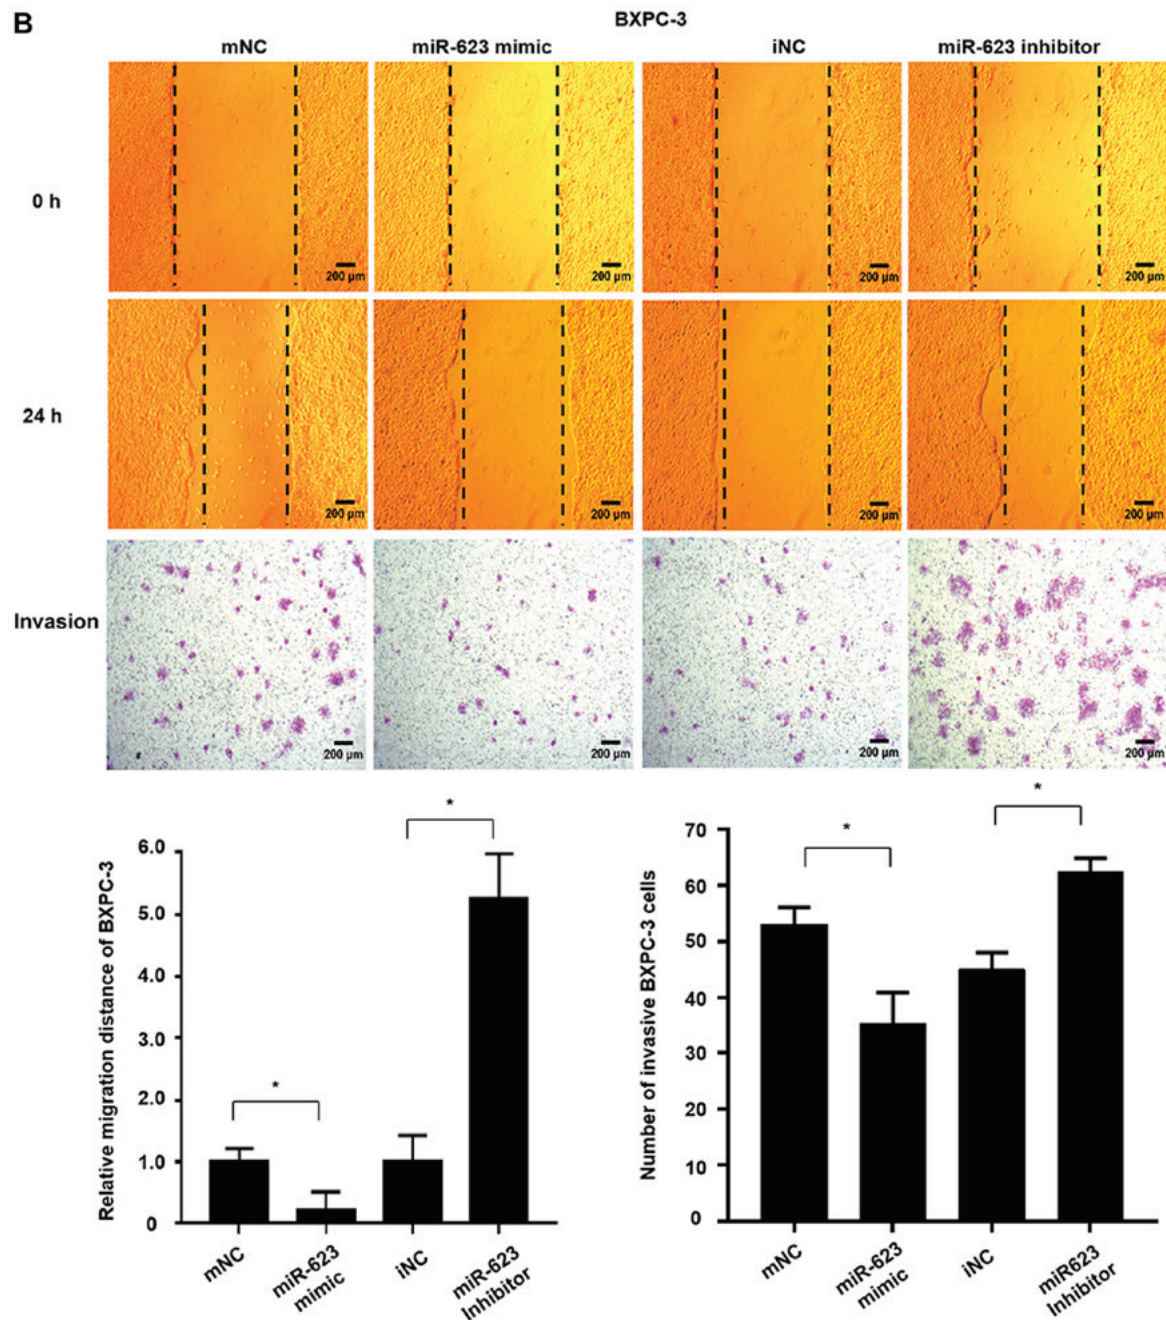 B
BXPC-3
mNC
miR-623 mimic
iNC
miR-623 inhibitor
0 h
200 µm
200 µm
200 µm
200 µm
24 h
200 µm
200 µm
200 µm
200 µm
Invasion
200 µm
200 µm
200 µm
200 µm
Relative migration distance of BXPC-3
6.0
5.0
4.0
3.0
2.0
1.0
0
*
*
mNC
miR-623
mimic
iNC
miR-623
Inhibitor
Number of invasive BXPC-3 cells
70
60
50
40
30
20
10
0
*
*
mNC
miR-623
mimic
iNC
miR623
Inhibitor